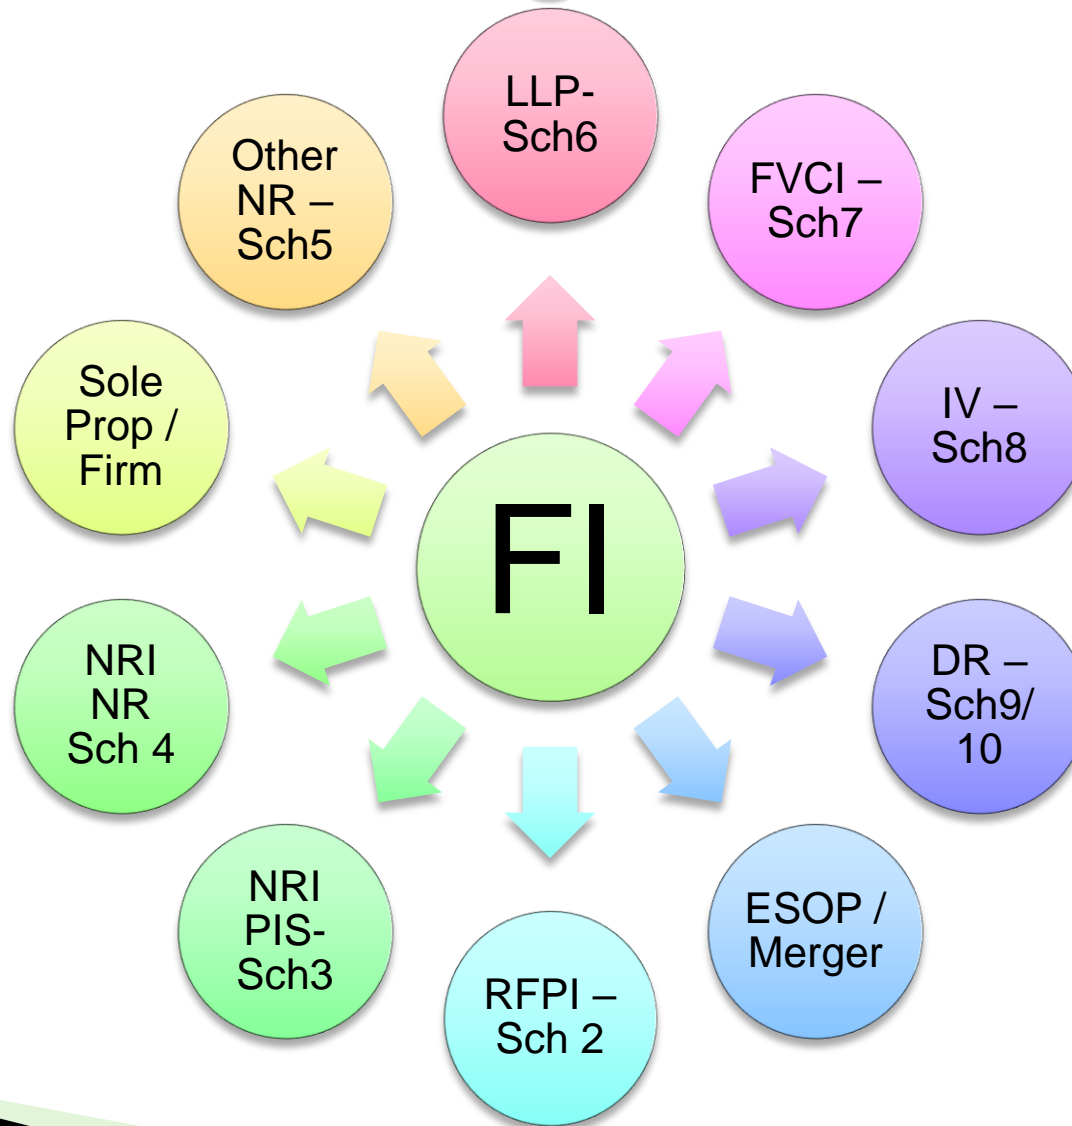 LLP-
Sch6
FVCI –
Sch7
IV –
Sch8
DR –
Sch9/
10
ESOP /
Merger
RFPI –
Sch 2
NRI
PIS-
Sch3
NRI
NR
Sch 4
Sole
Prop /
Firm
Other
NR –
Sch5
FI